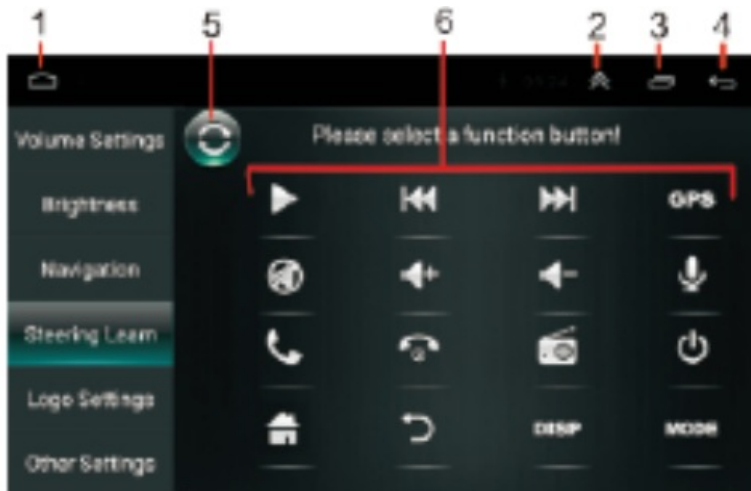 1 5 6 2 3 4
Volume Settings
Please select a function button!
Brightness
GPS
Navigation
Steering Learn
Logo Settings
DISP MODE
Other Settings